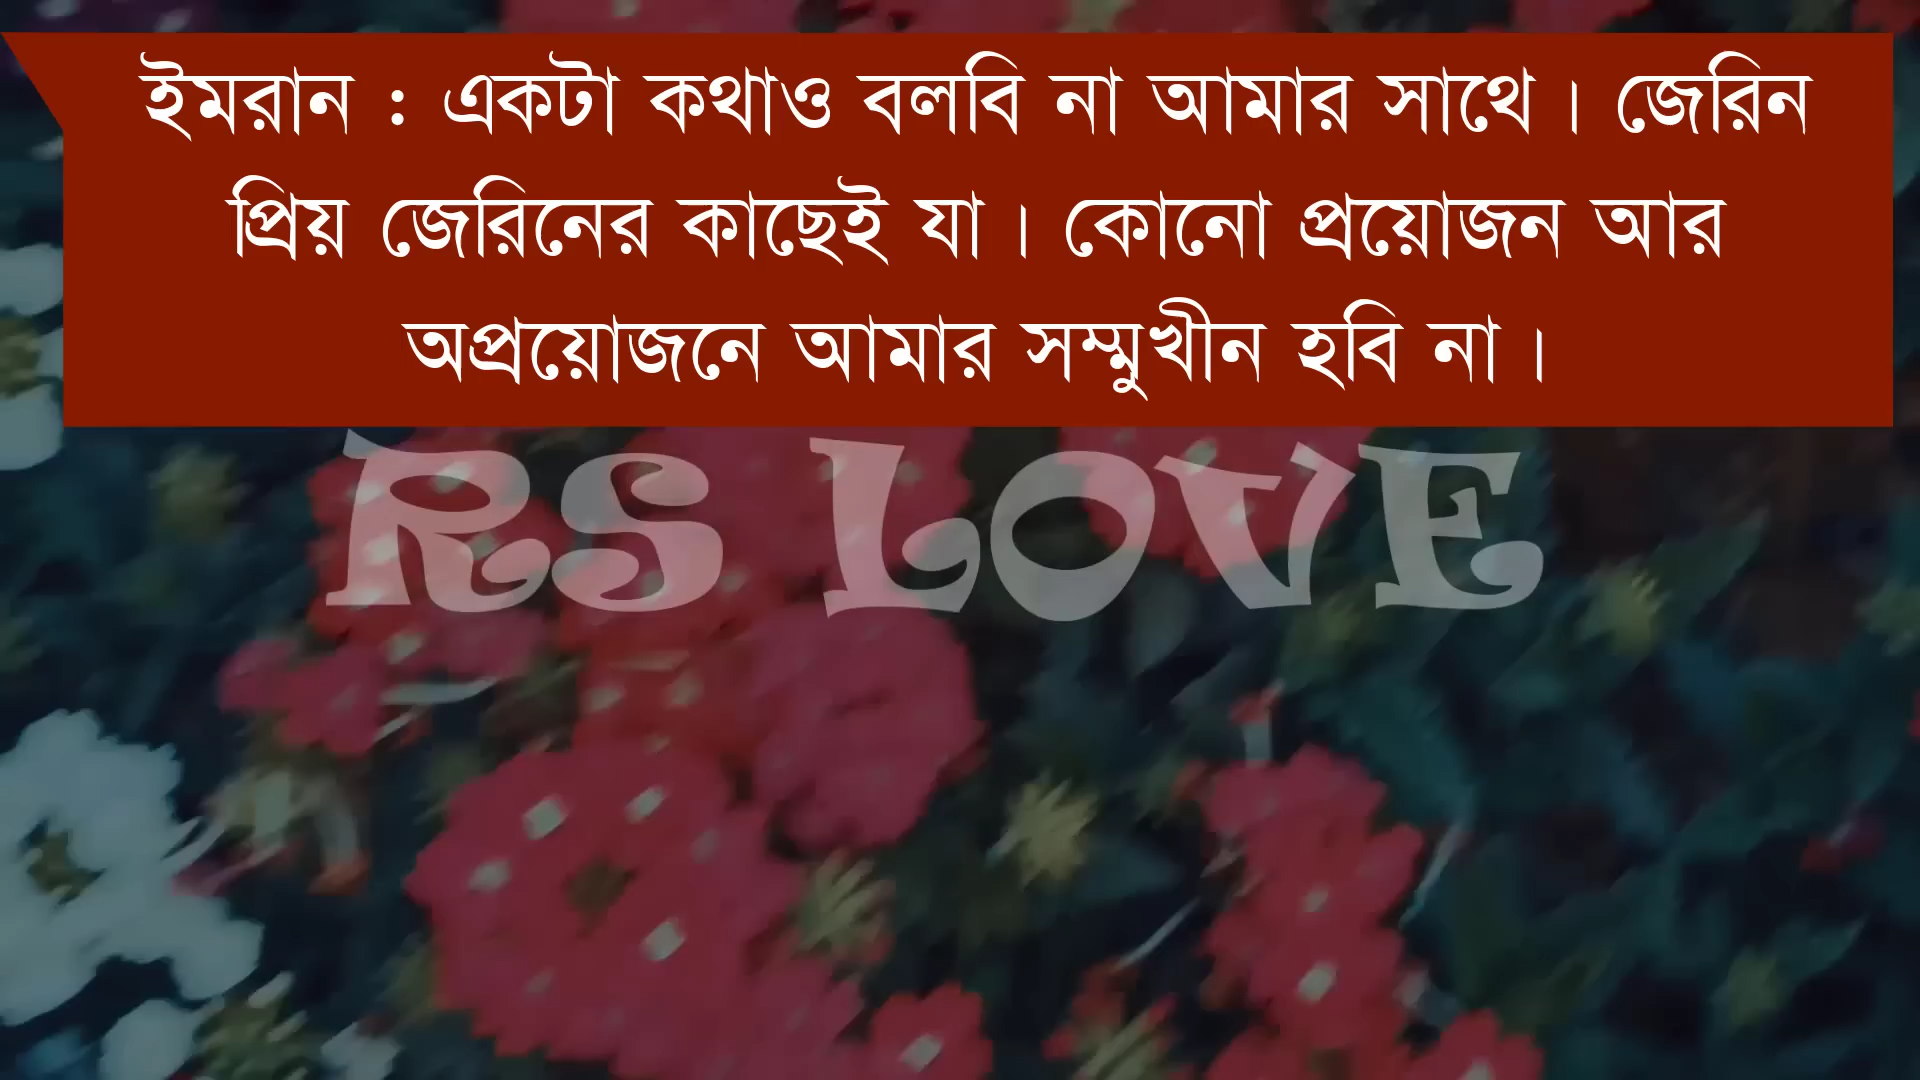 ইমরান : একটা কথাও বলবি না আমার সাথে । জেরিন
প্রিয় জেরিনের কাছেই যা । কোনো প্রয়োজন আর
অপ্রয়োজনে আমার সম্মুখীন হবি না ।
RS LOVE